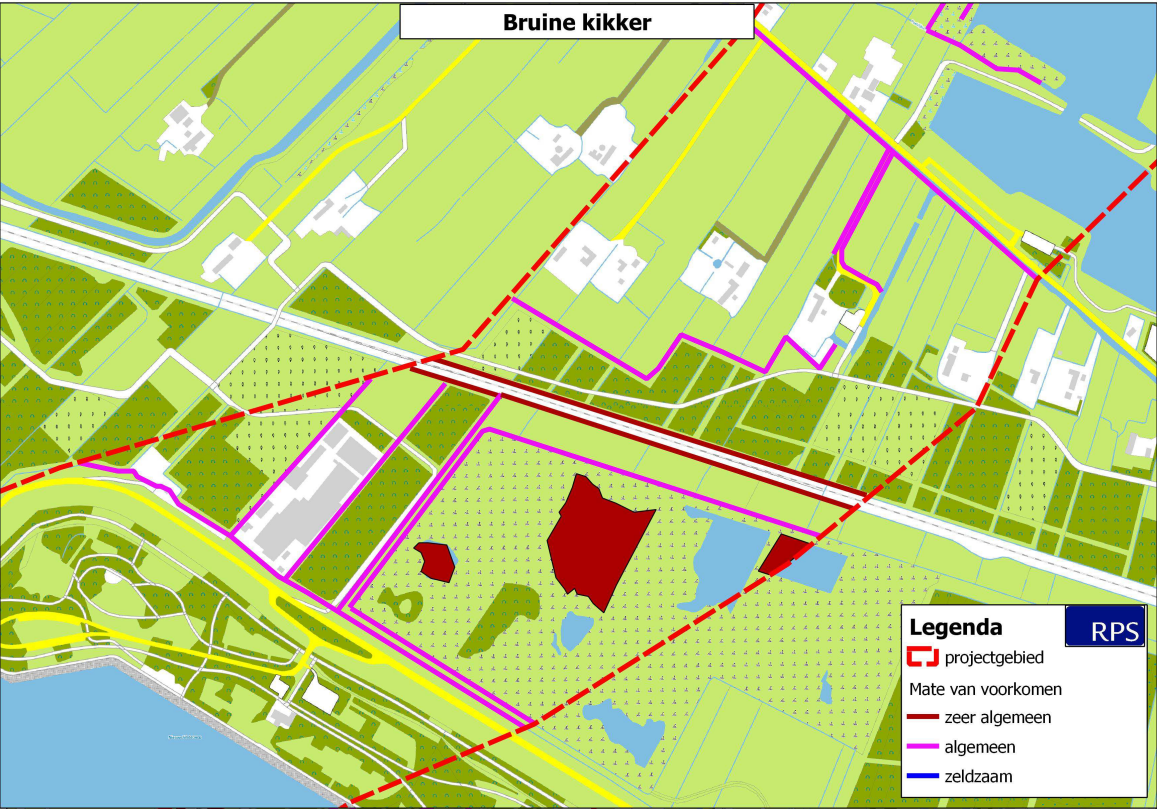 Bruine kikker
Legenda
RPS
projectgebied
Mate van voorkomen
zeer algemeen
algemeen
zeldzaam